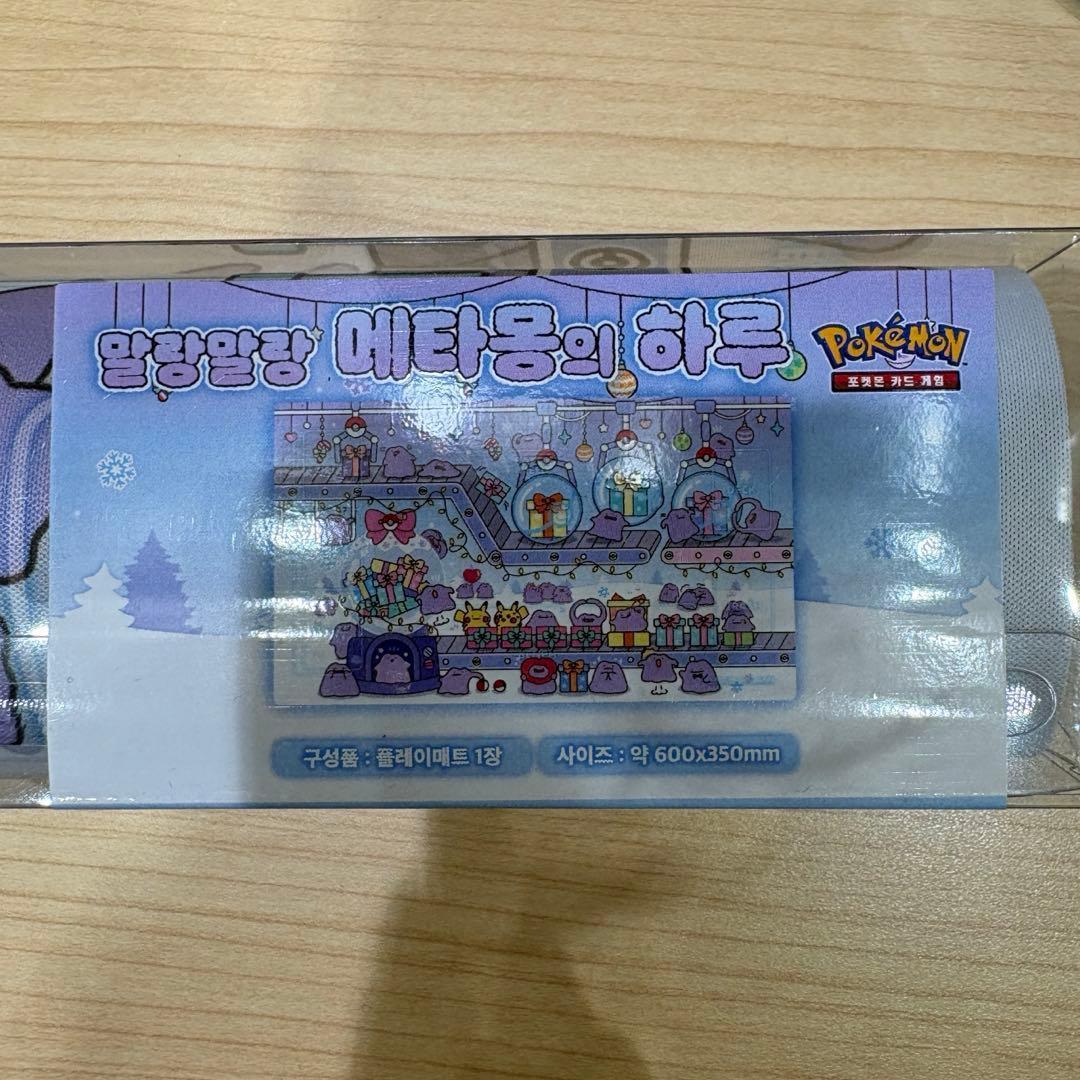 말랑말랑 메타몽의 하루
POKéMON
포켓몬 카드 게임
구성품 : 플레이매트 1장
사이즈 : 약 600x350mm